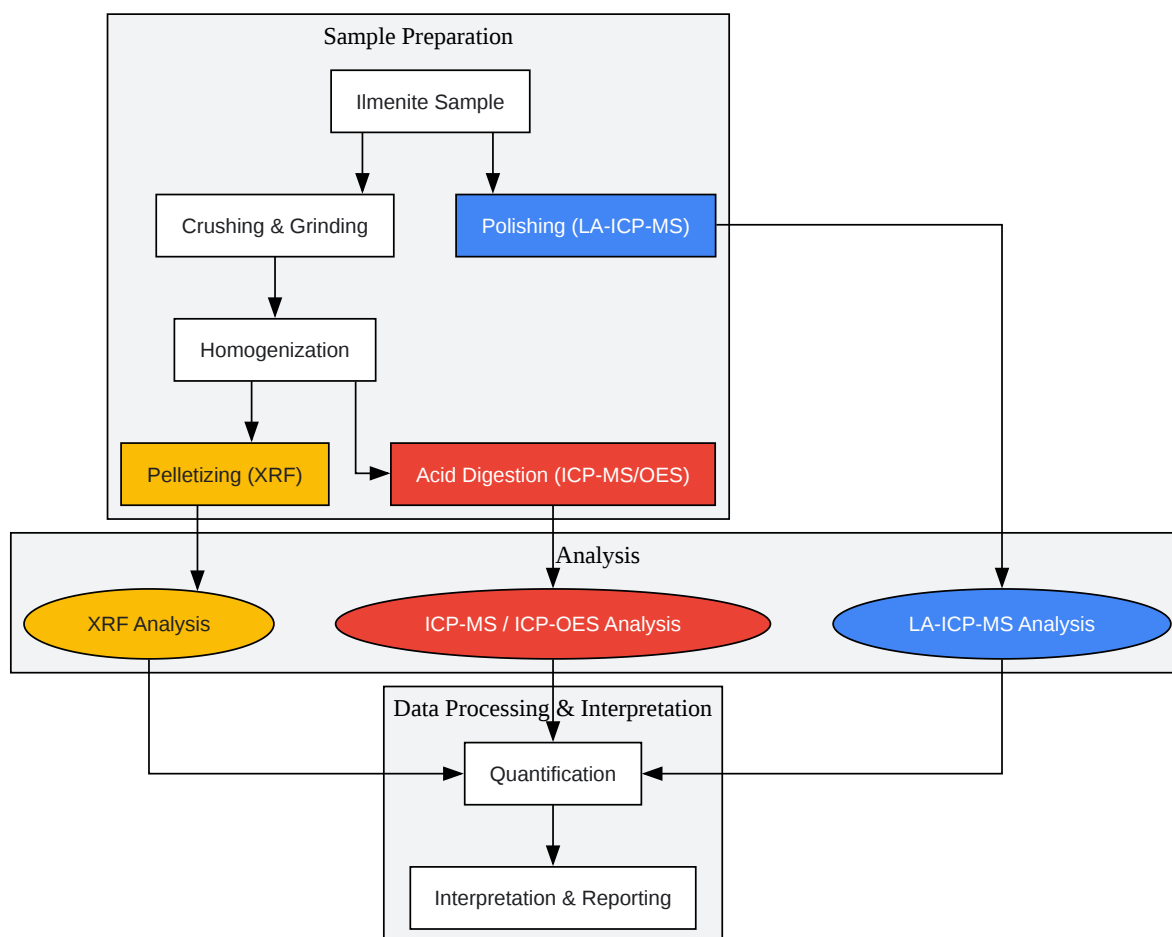 Sample Preparation
Ilmenite Sample
Crushing & Grinding
Polishing (LA-ICP-MS)
Homogenization
Pelletizing (XRF)
Acid Digestion (ICP-MS/OES)
Analysis
XRF Analysis
ICP-MS / ICP-OES Analysis
LA-ICP-MS Analysis
Data Processing & Interpretation
Quantification
Interpretation & Reporting